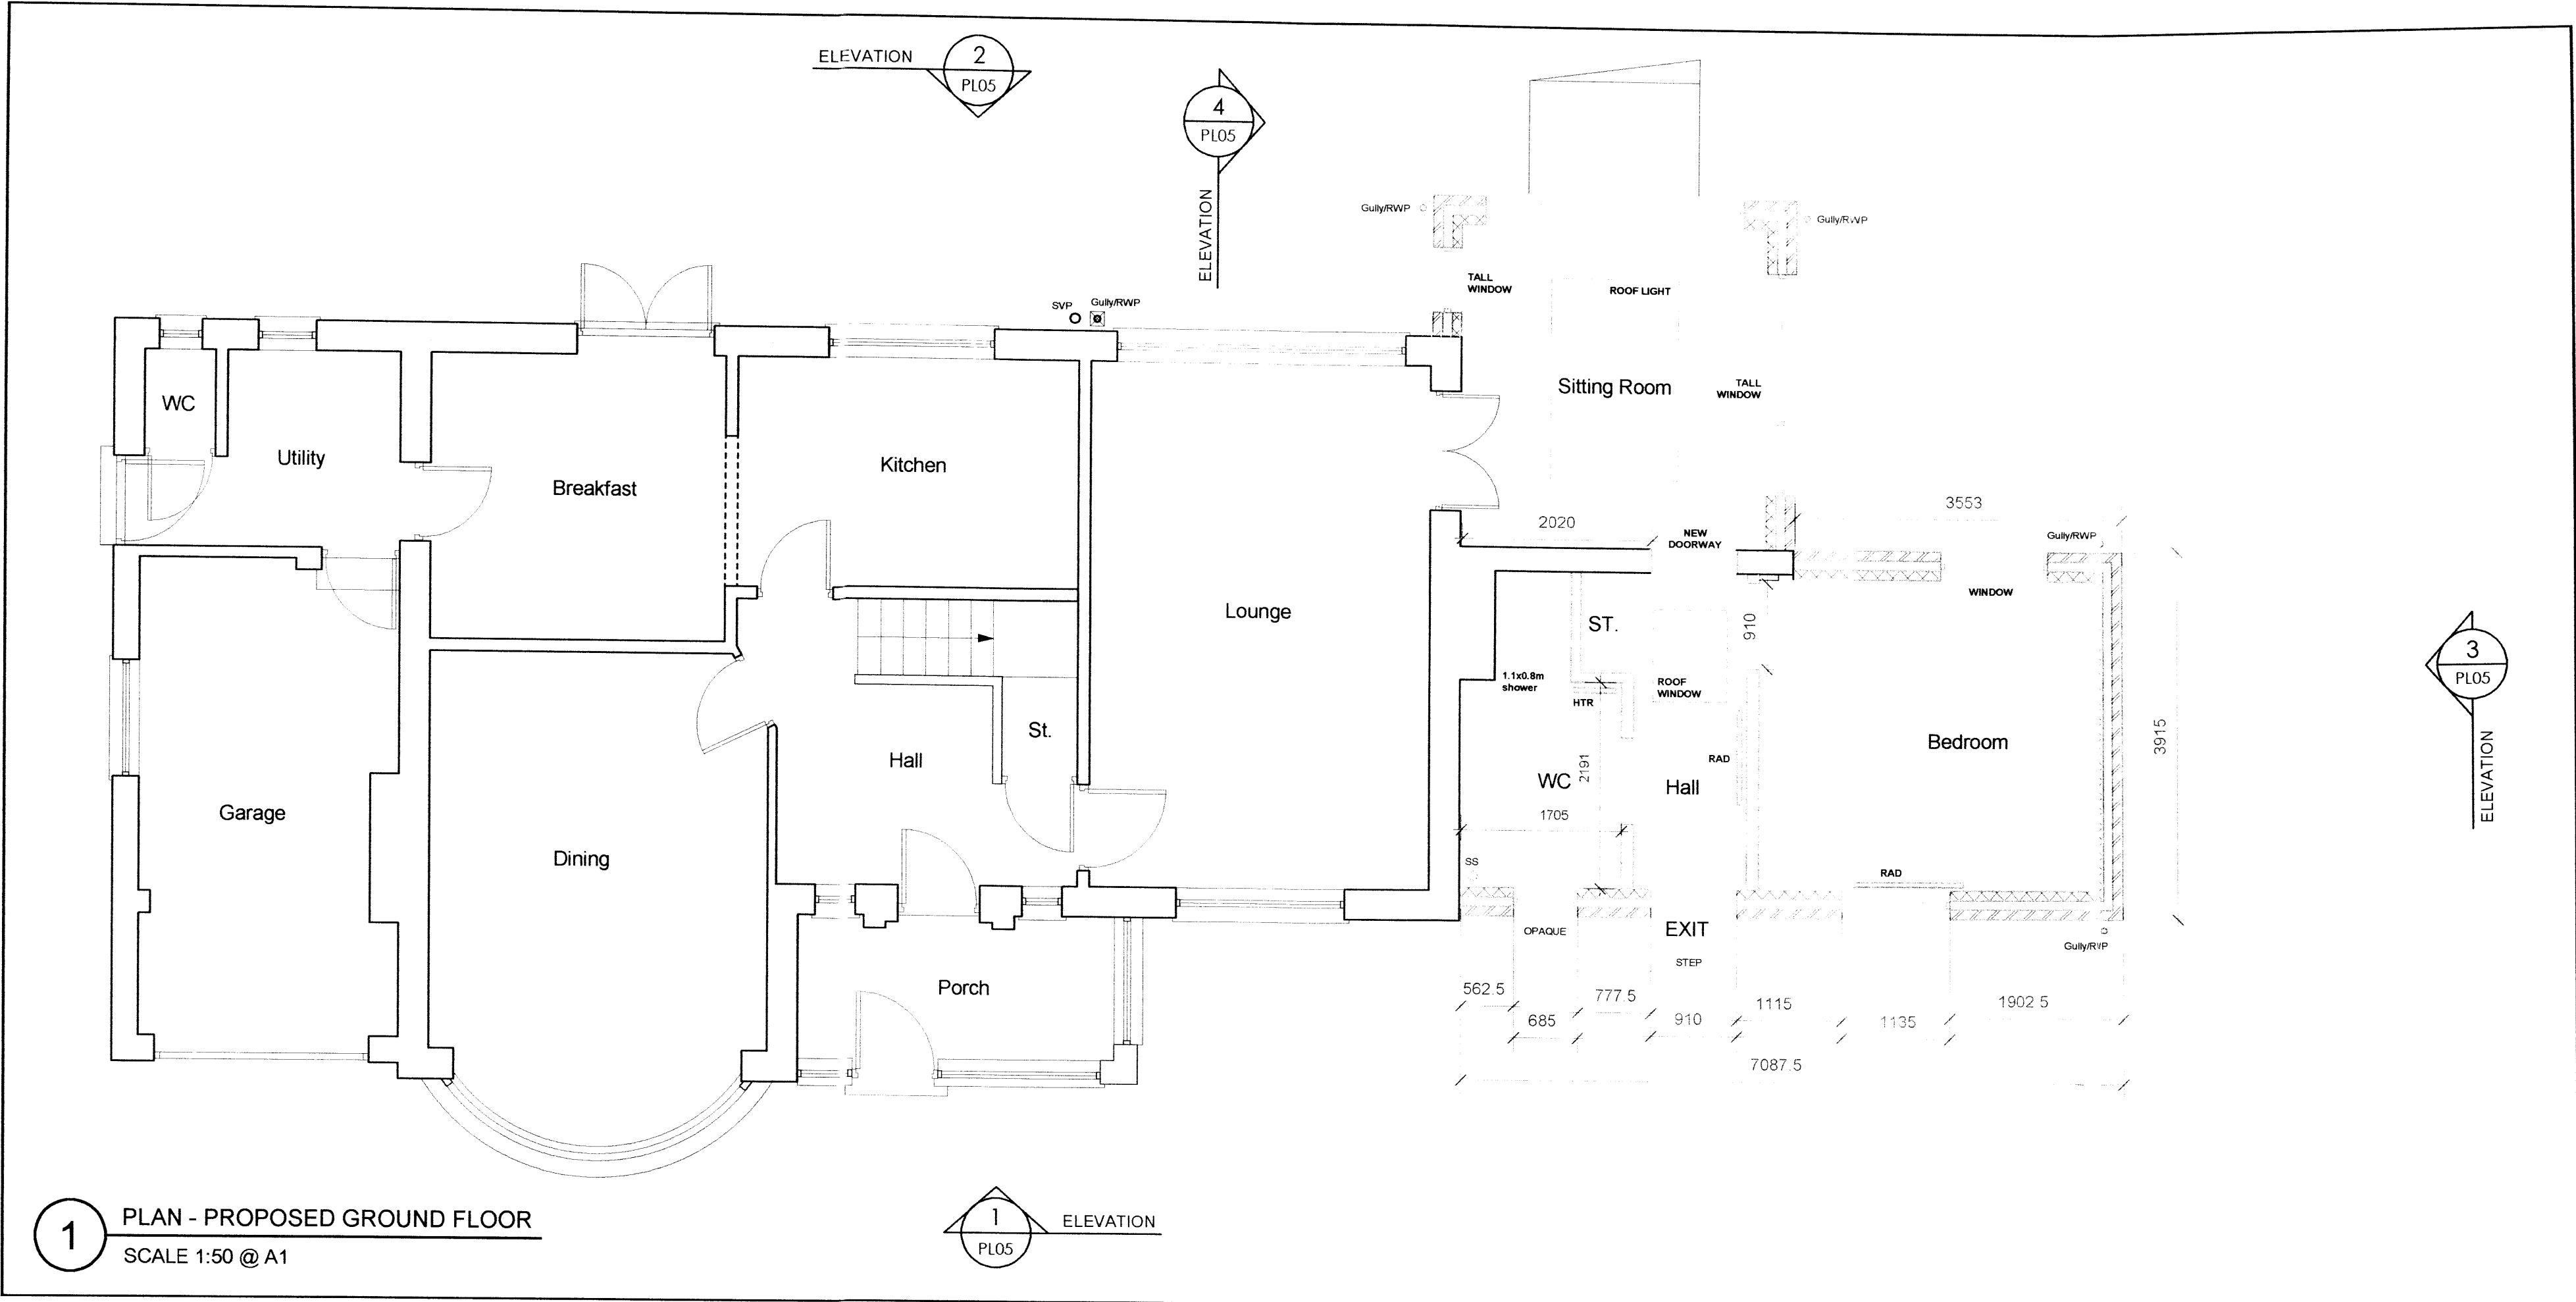 ELEVATION
2
PL05
4
PL05
ELEVATION
Gully/RWP
Gully/RWP
TALL
WINDOW
ROOF LIGHT
SVP
Gully/RWP
Sitting Room
TALL
WINDOW
WC
Utility
Breakfast
Kitchen
2020
NEW
DOORWAY
3553
Gully/RWP
WINDOW
Lounge
ST.
910
1.1x0.8m
shower
HTR
ROOF
WINDOW
3
PL05
ELEVATION
St.
Hall
Garage
Dining
WC
2191
1705
Hall
RAD
Bedroom
3915
SS
RAD
OPAQUE
EXIT
STEP
Gully/RWP
Porch
562.5
685
777.5
910
1115
1135
1902.5
7087.5
1
PLAN - PROPOSED GROUND FLOOR
SCALE 1:50 @ A1
1
PL05
ELEVATION